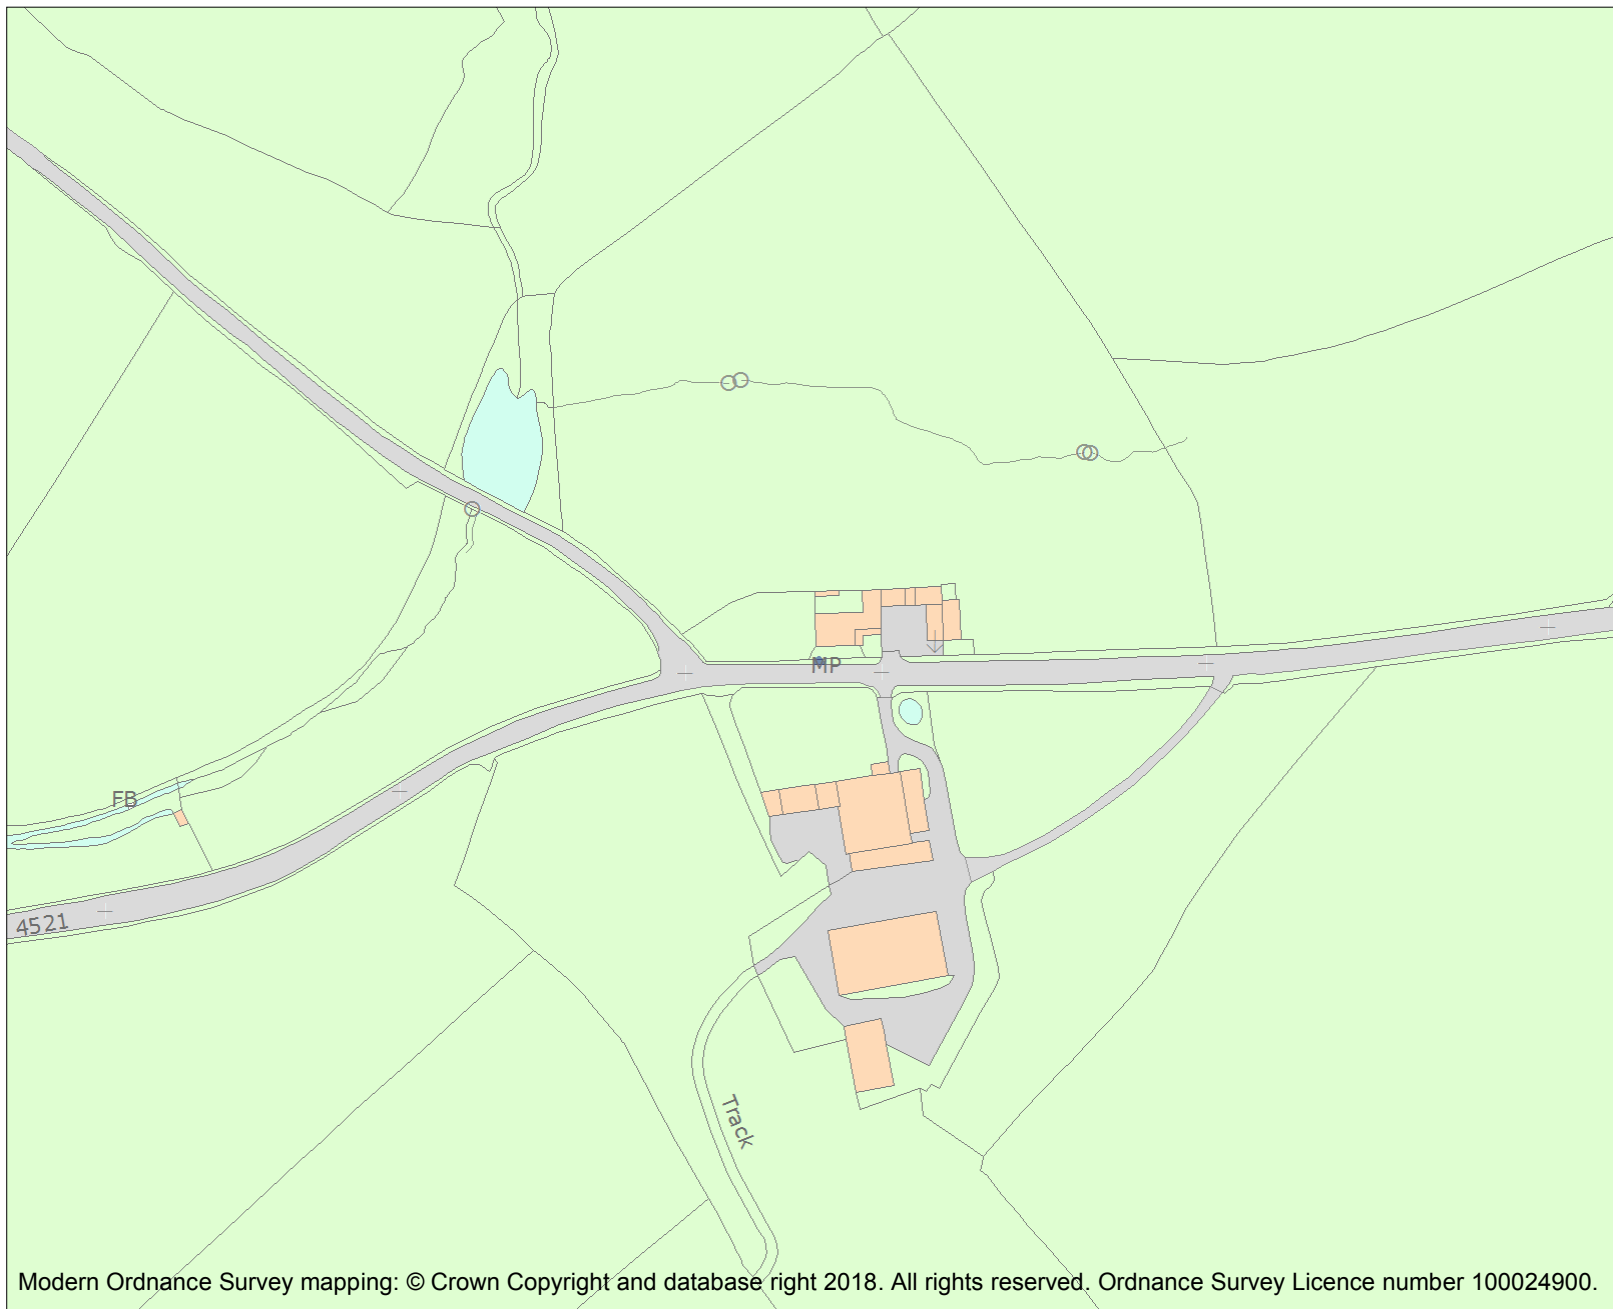 MP
FB
4521
Track
Modern Ordnance Survey mapping: © Crown Copyright and database right 2018. All rights reserved. Ordnance Survey Licence number 100024900.